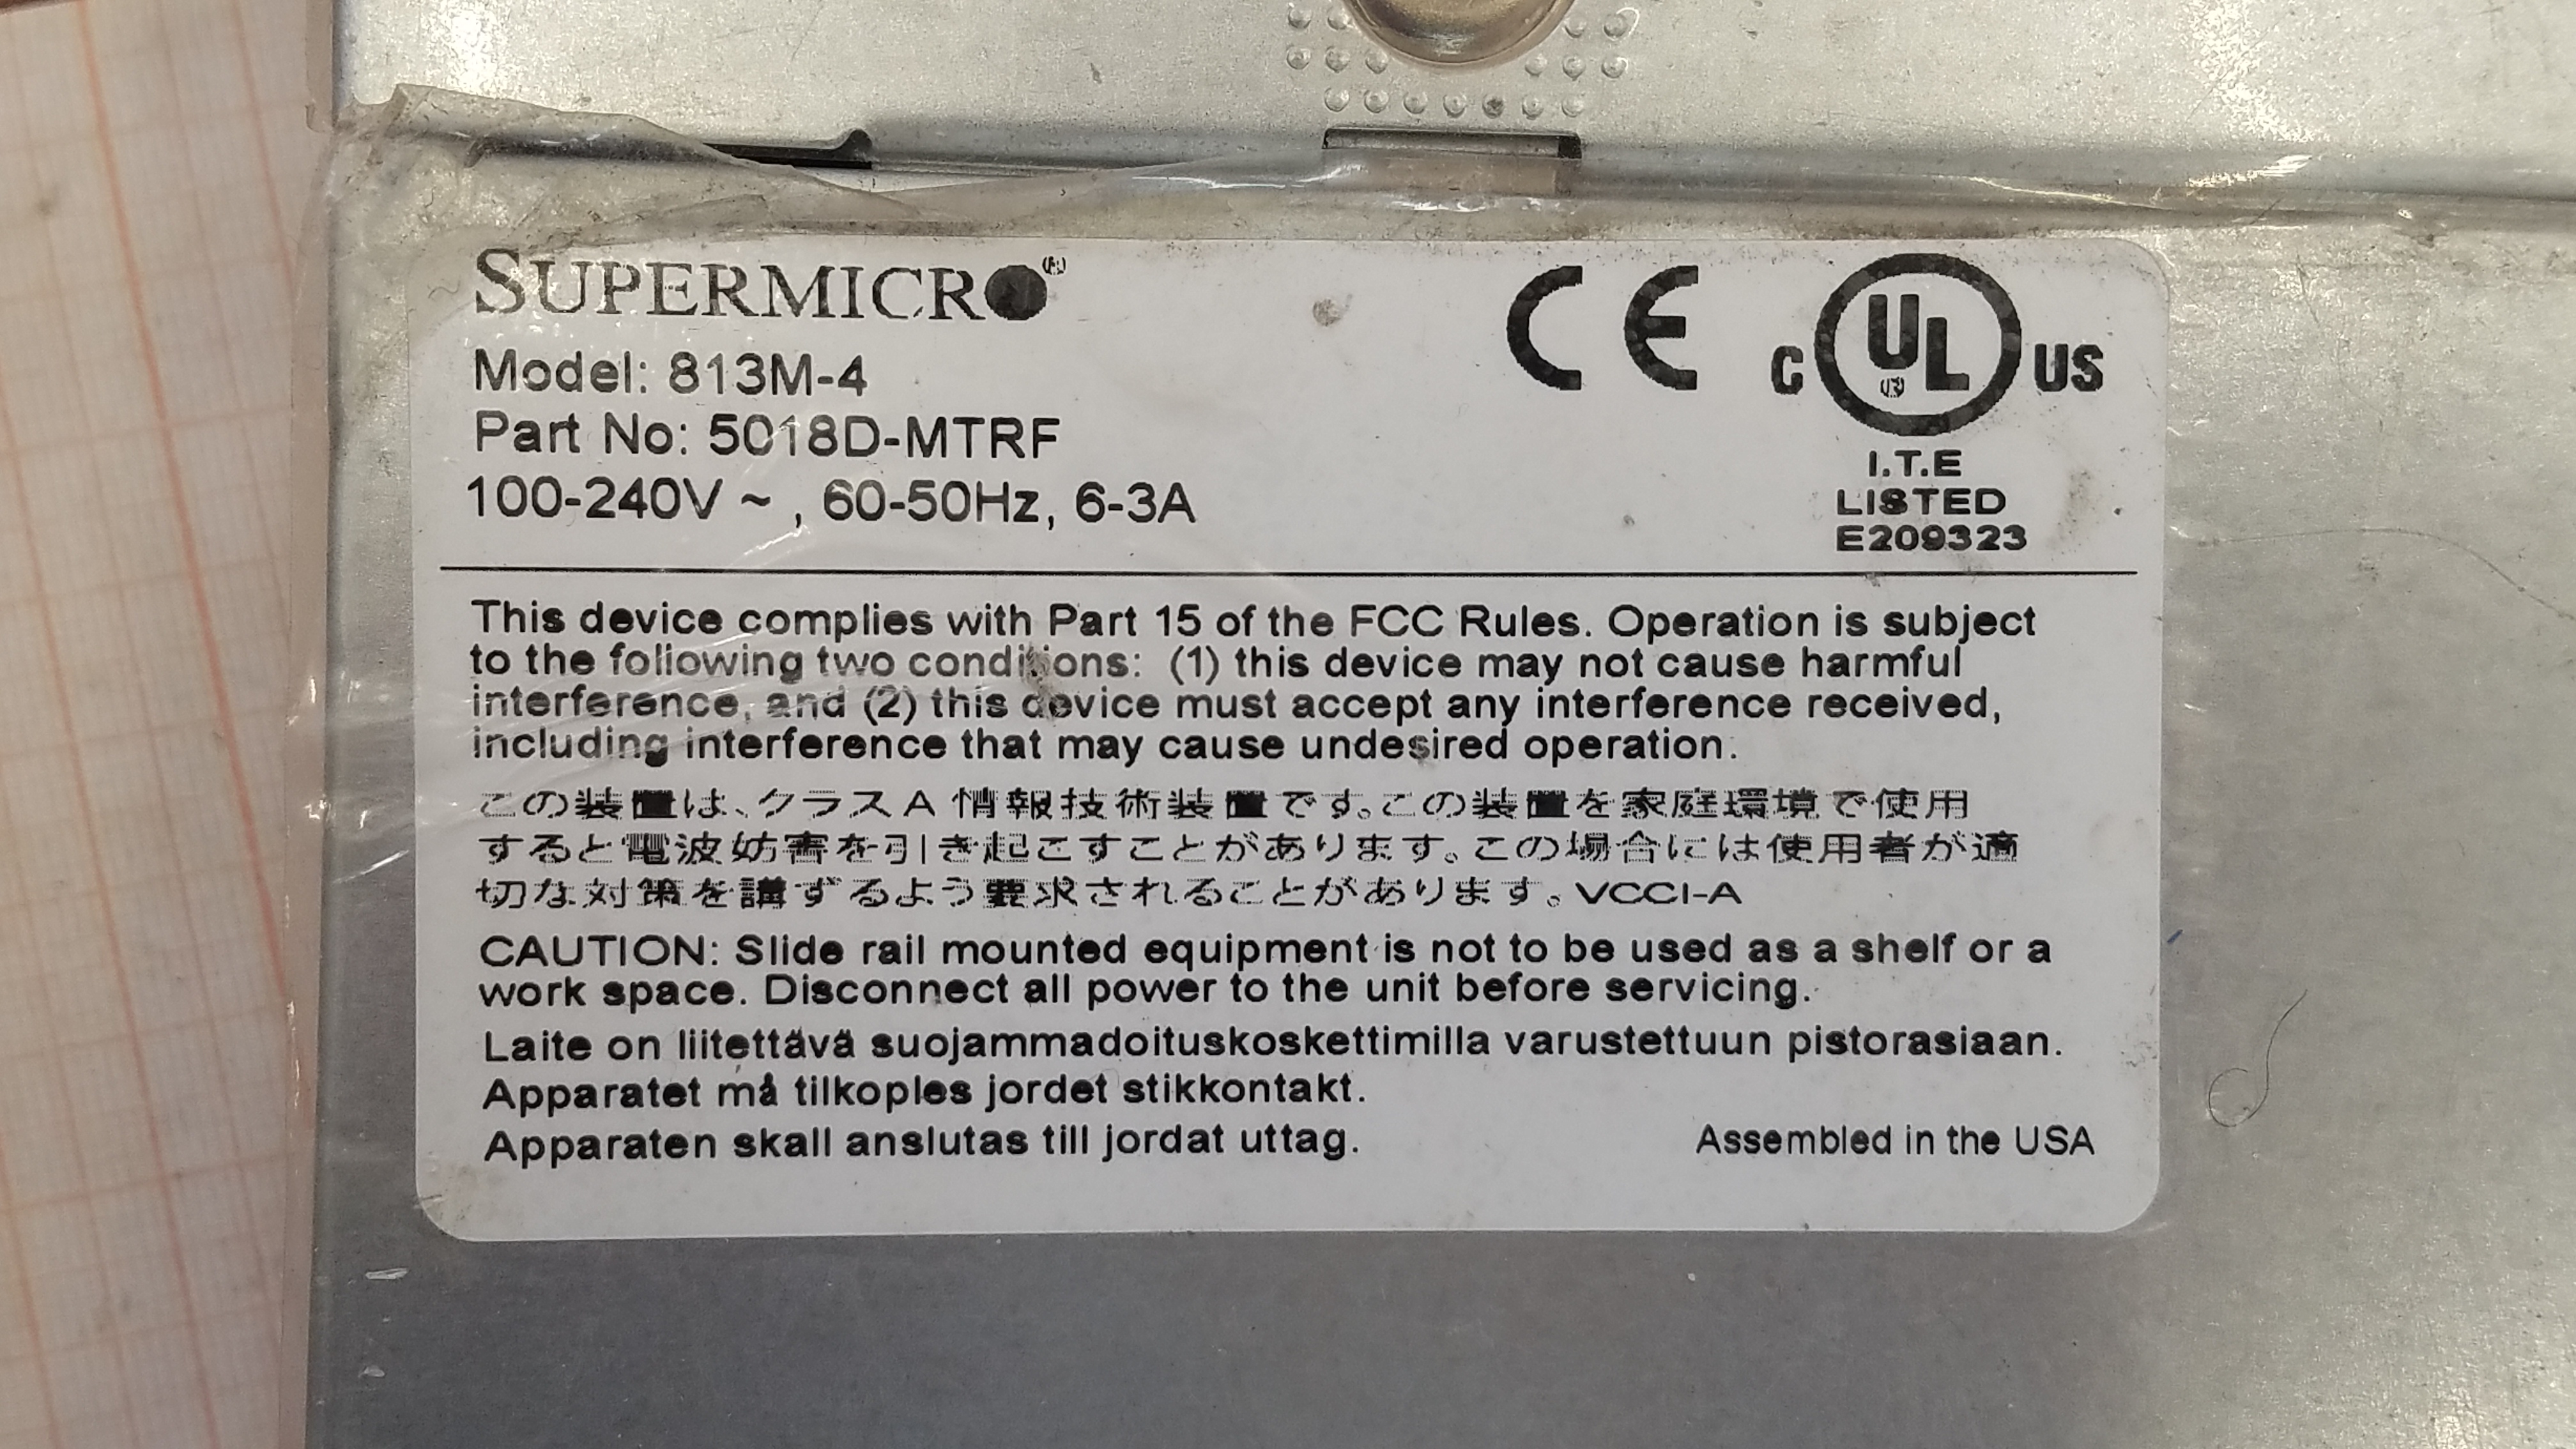 SUPERMICRO®
Model: 813M-4
Part No: 5018D-MTRF
100-240V ~ , 60-50Hz, 6-3A
CE
C UL® US
I.T.E
LISTED
E209323
This device complies with Part 15 of the FCC Rules. Operation is subject
to the following two conditions: (1) this device may not cause harmful
interference, and (2) this device must accept any interference received,
including interference that may cause undesired operation.
この装置は、クラスA 情報技術装置です。この装置を家庭環境で使用
すると電波妨害を引き起こすことがあります。この場合には使用者が適
切な対策を講ずるよう要求されることがあります。VCCI-A
CAUTION: Slide rail mounted equipment is not to be used as a shelf or a
work space. Disconnect all power to the unit before servicing.
Laite on liitettävä suojammadoituskoskettimilla varustettuun pistorasiaan.
Apparatet må tilkoples jordet stikkontakt.
Apparaten skall anslutas till jordat uttag.
Assembled in the USA